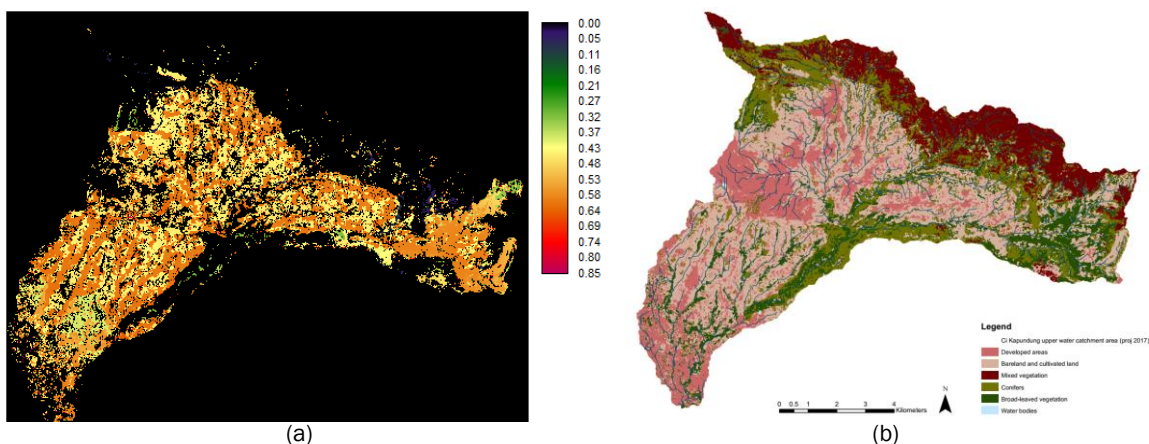 0.00
0.05
0.11
0.16
0.21
0.27
0.32
0.37
0.43
0.48
0.53
0.58
0.64
0.69
0.74
0.80
0.85
(a)
Legend
Ci Kapundung upper water catchment area (proj 2017)
Developed areas
Bareland and cultivated land
Mixed vegetation
Conifers
Broad-leaved vegetation
Water bodies
N
0 0.5 1 2 3 4
Kilometers
(b)